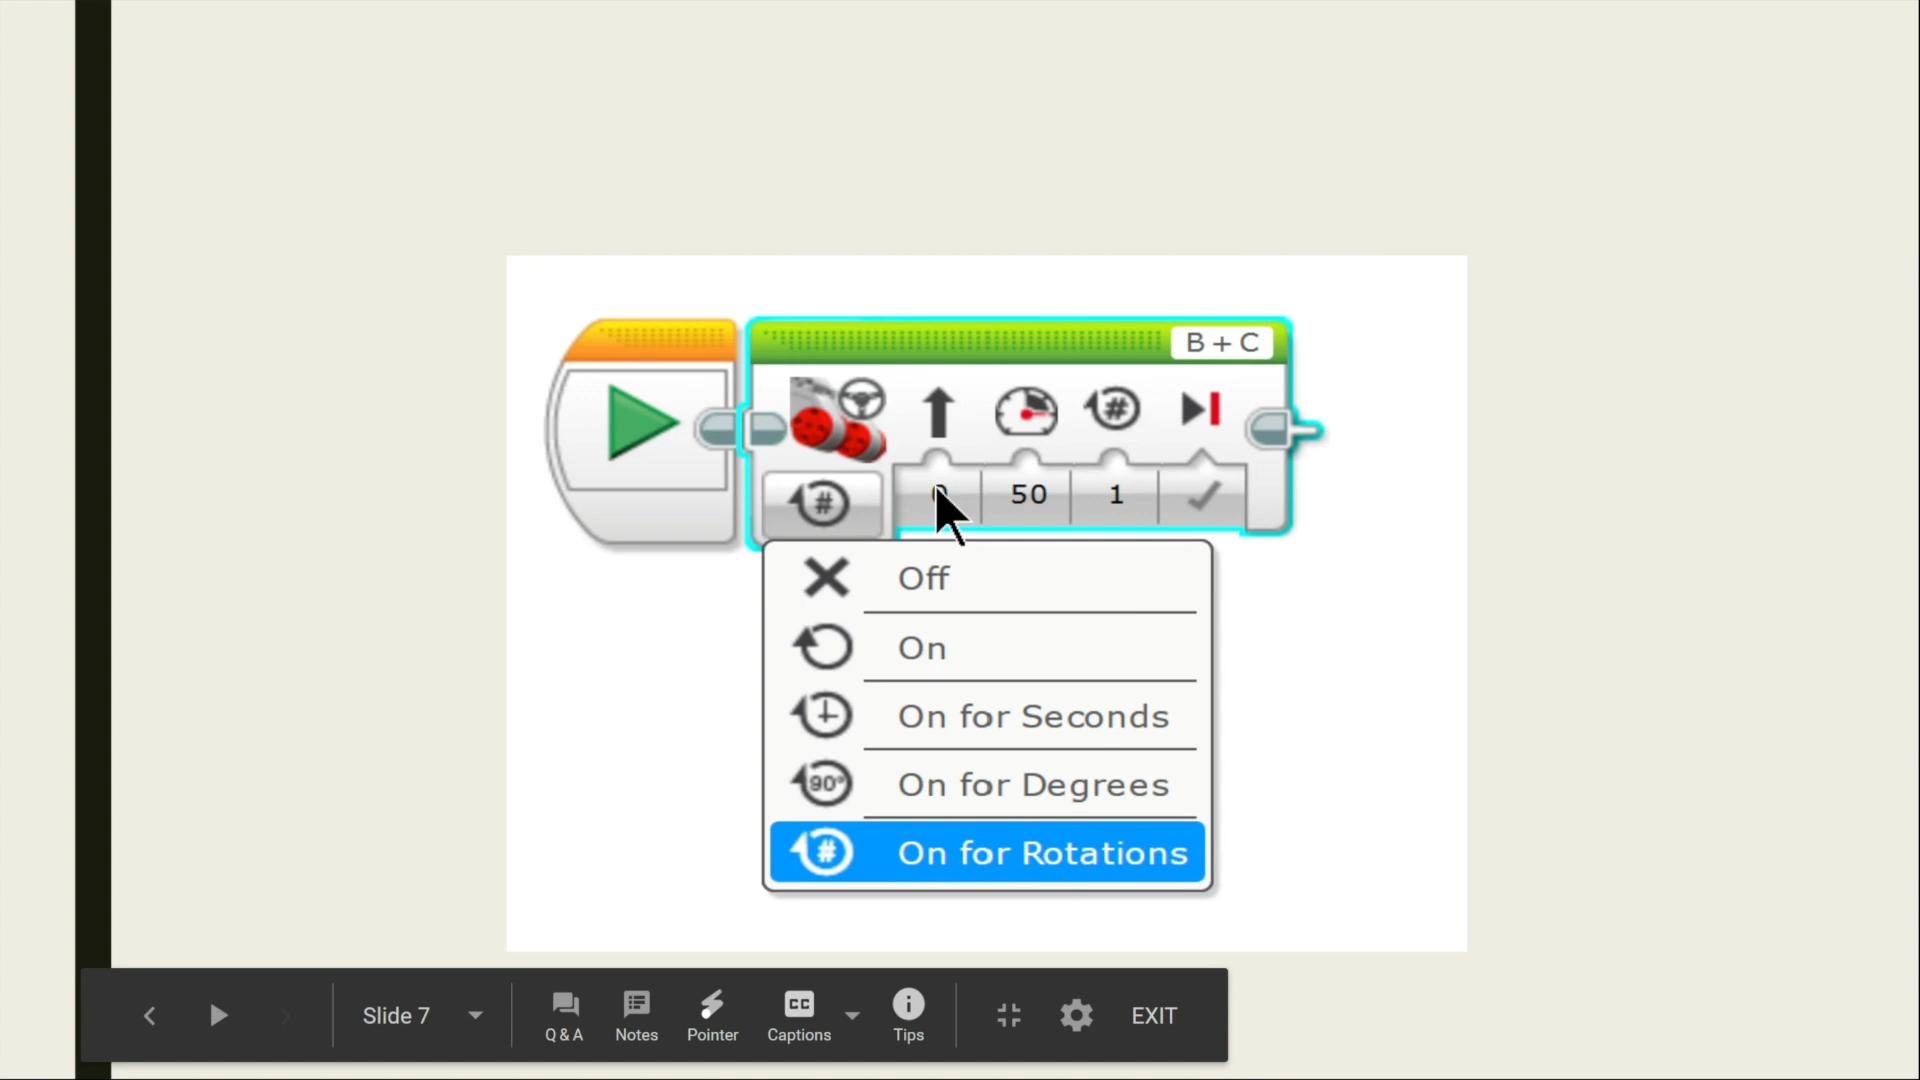 B + C
50 1
Off
On
On for Seconds
90°
On for Degrees
#
On for Rotations
Slide 7
Q & A
Notes
Pointer
CC
Captions
Tips
EXIT